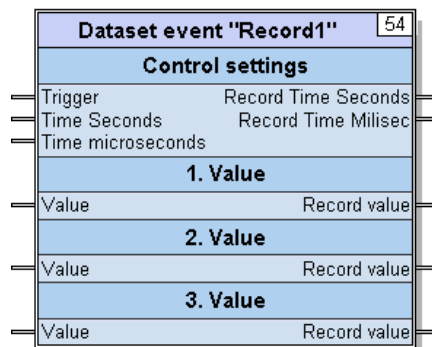 Dataset event "Record1" 54
Control settings
Trigger Record Time Seconds
Time Seconds Record Time Milisec
Time microseconds
1. Value
Value Record value
2. Value
Value Record value
3. Value
Value Record value